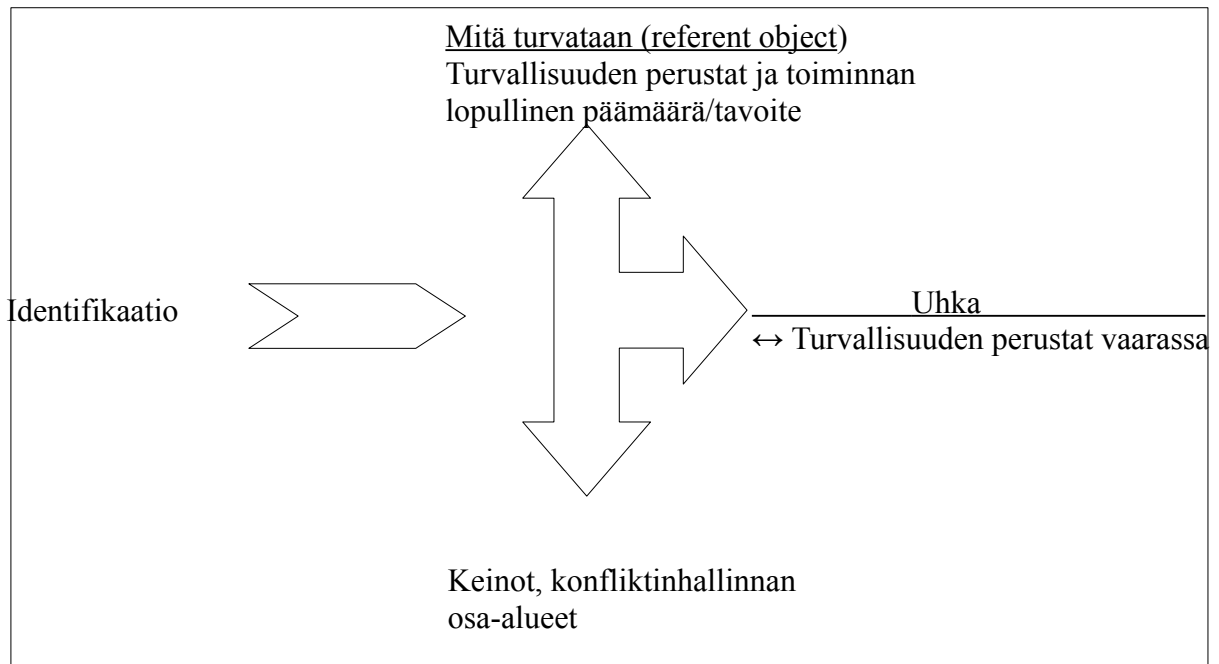 Mitä turvataan (referent object)
Turvallisuuden perustat ja toiminnan
lopullinen päämäärä/tavoite
Identifikaatio
Uhka
↔ Turvallisuuden perustat vaarassa
Keinot, konfliktinhallinnan
osa-alueet